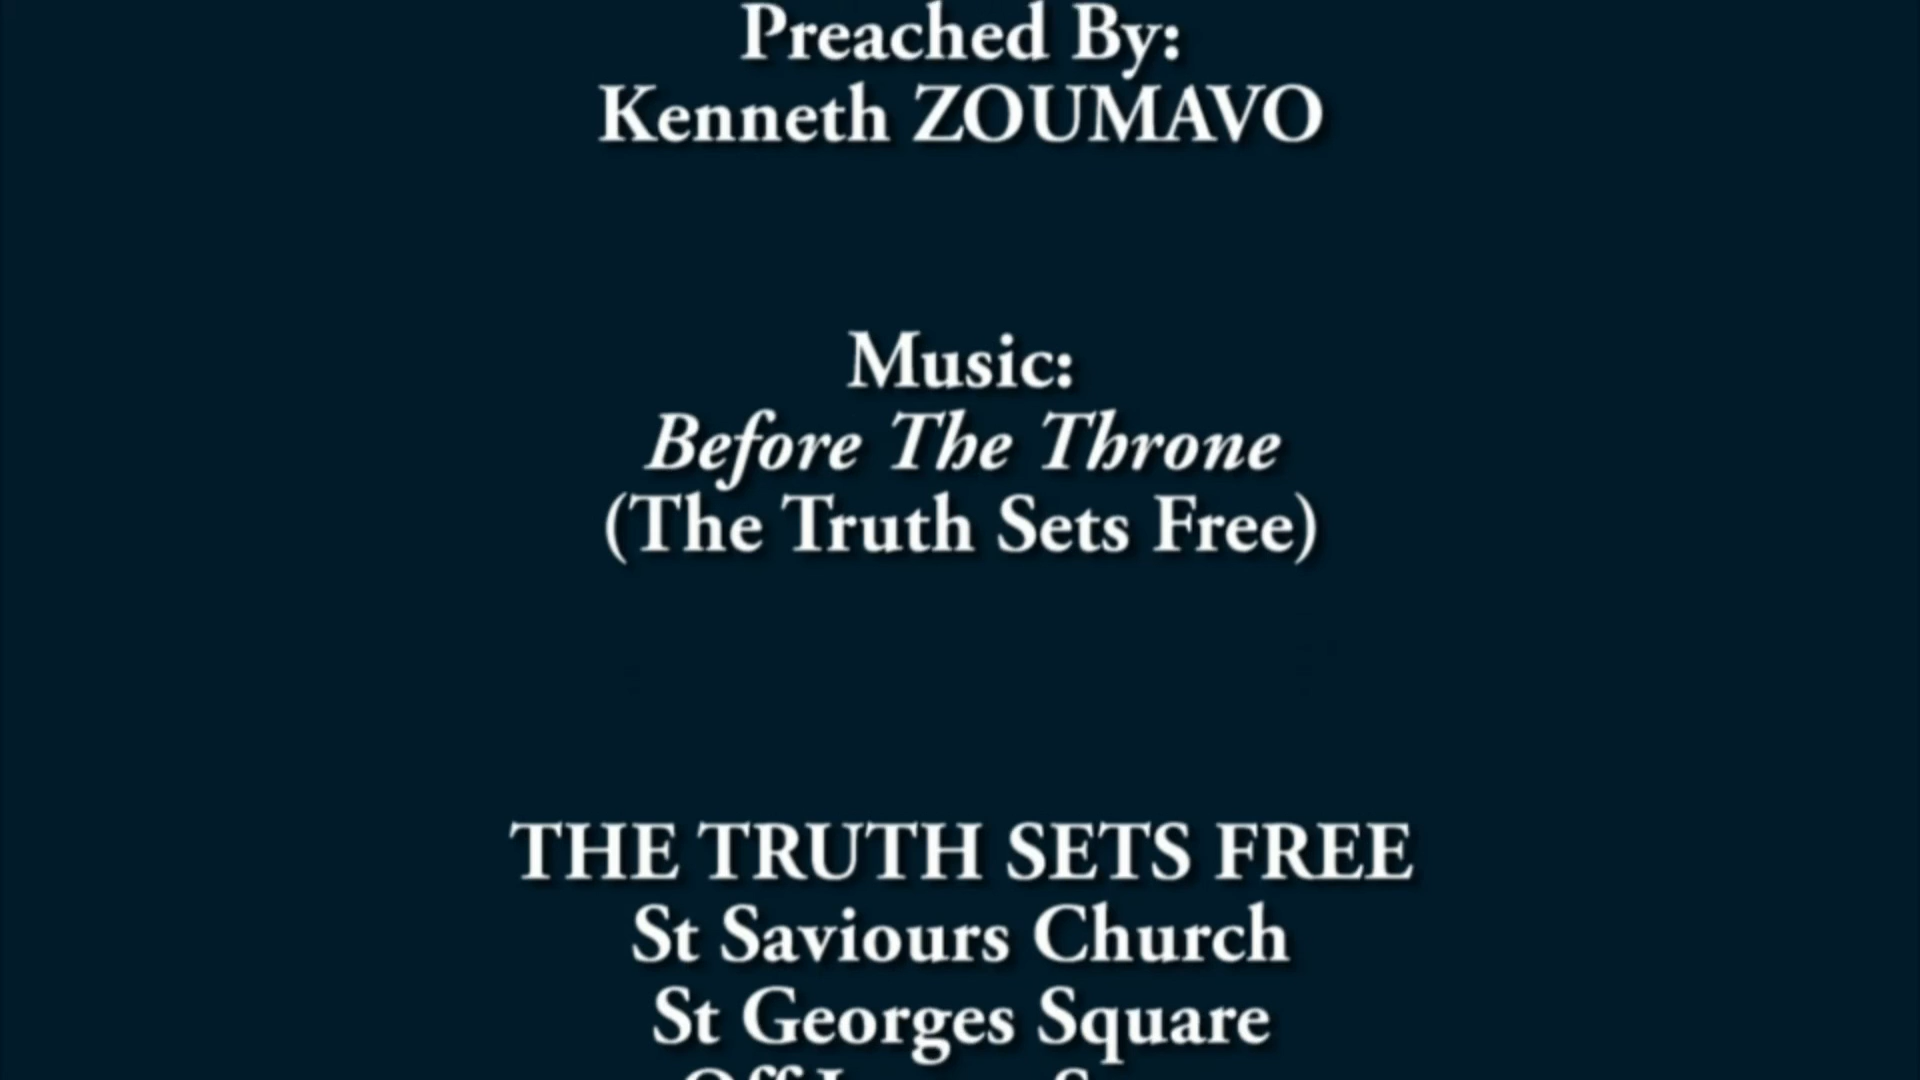 Preached By:
Kenneth ZOUMAVO
Music:
Before The Throne
(The Truth Sets Free)
THE TRUTH SETS FREE
St Saviours Church
St Georges Square
Off